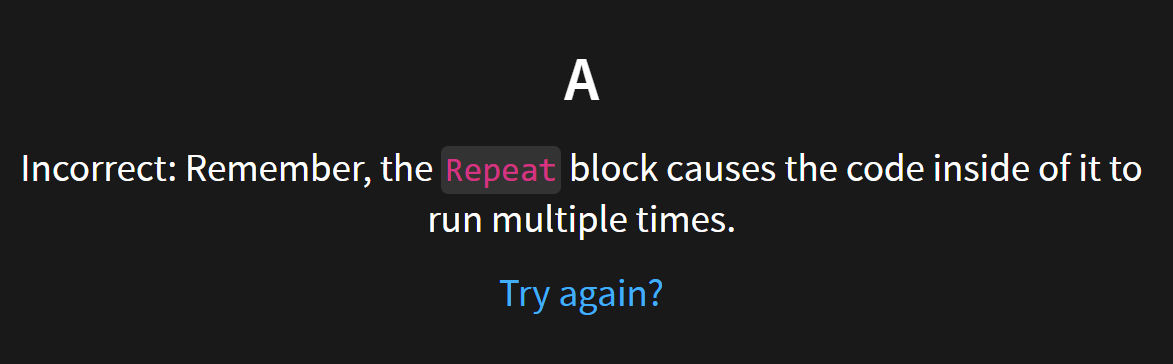 A
Incorrect: Remember, the Repeat block causes the code inside of it to
run multiple times.
Try again?